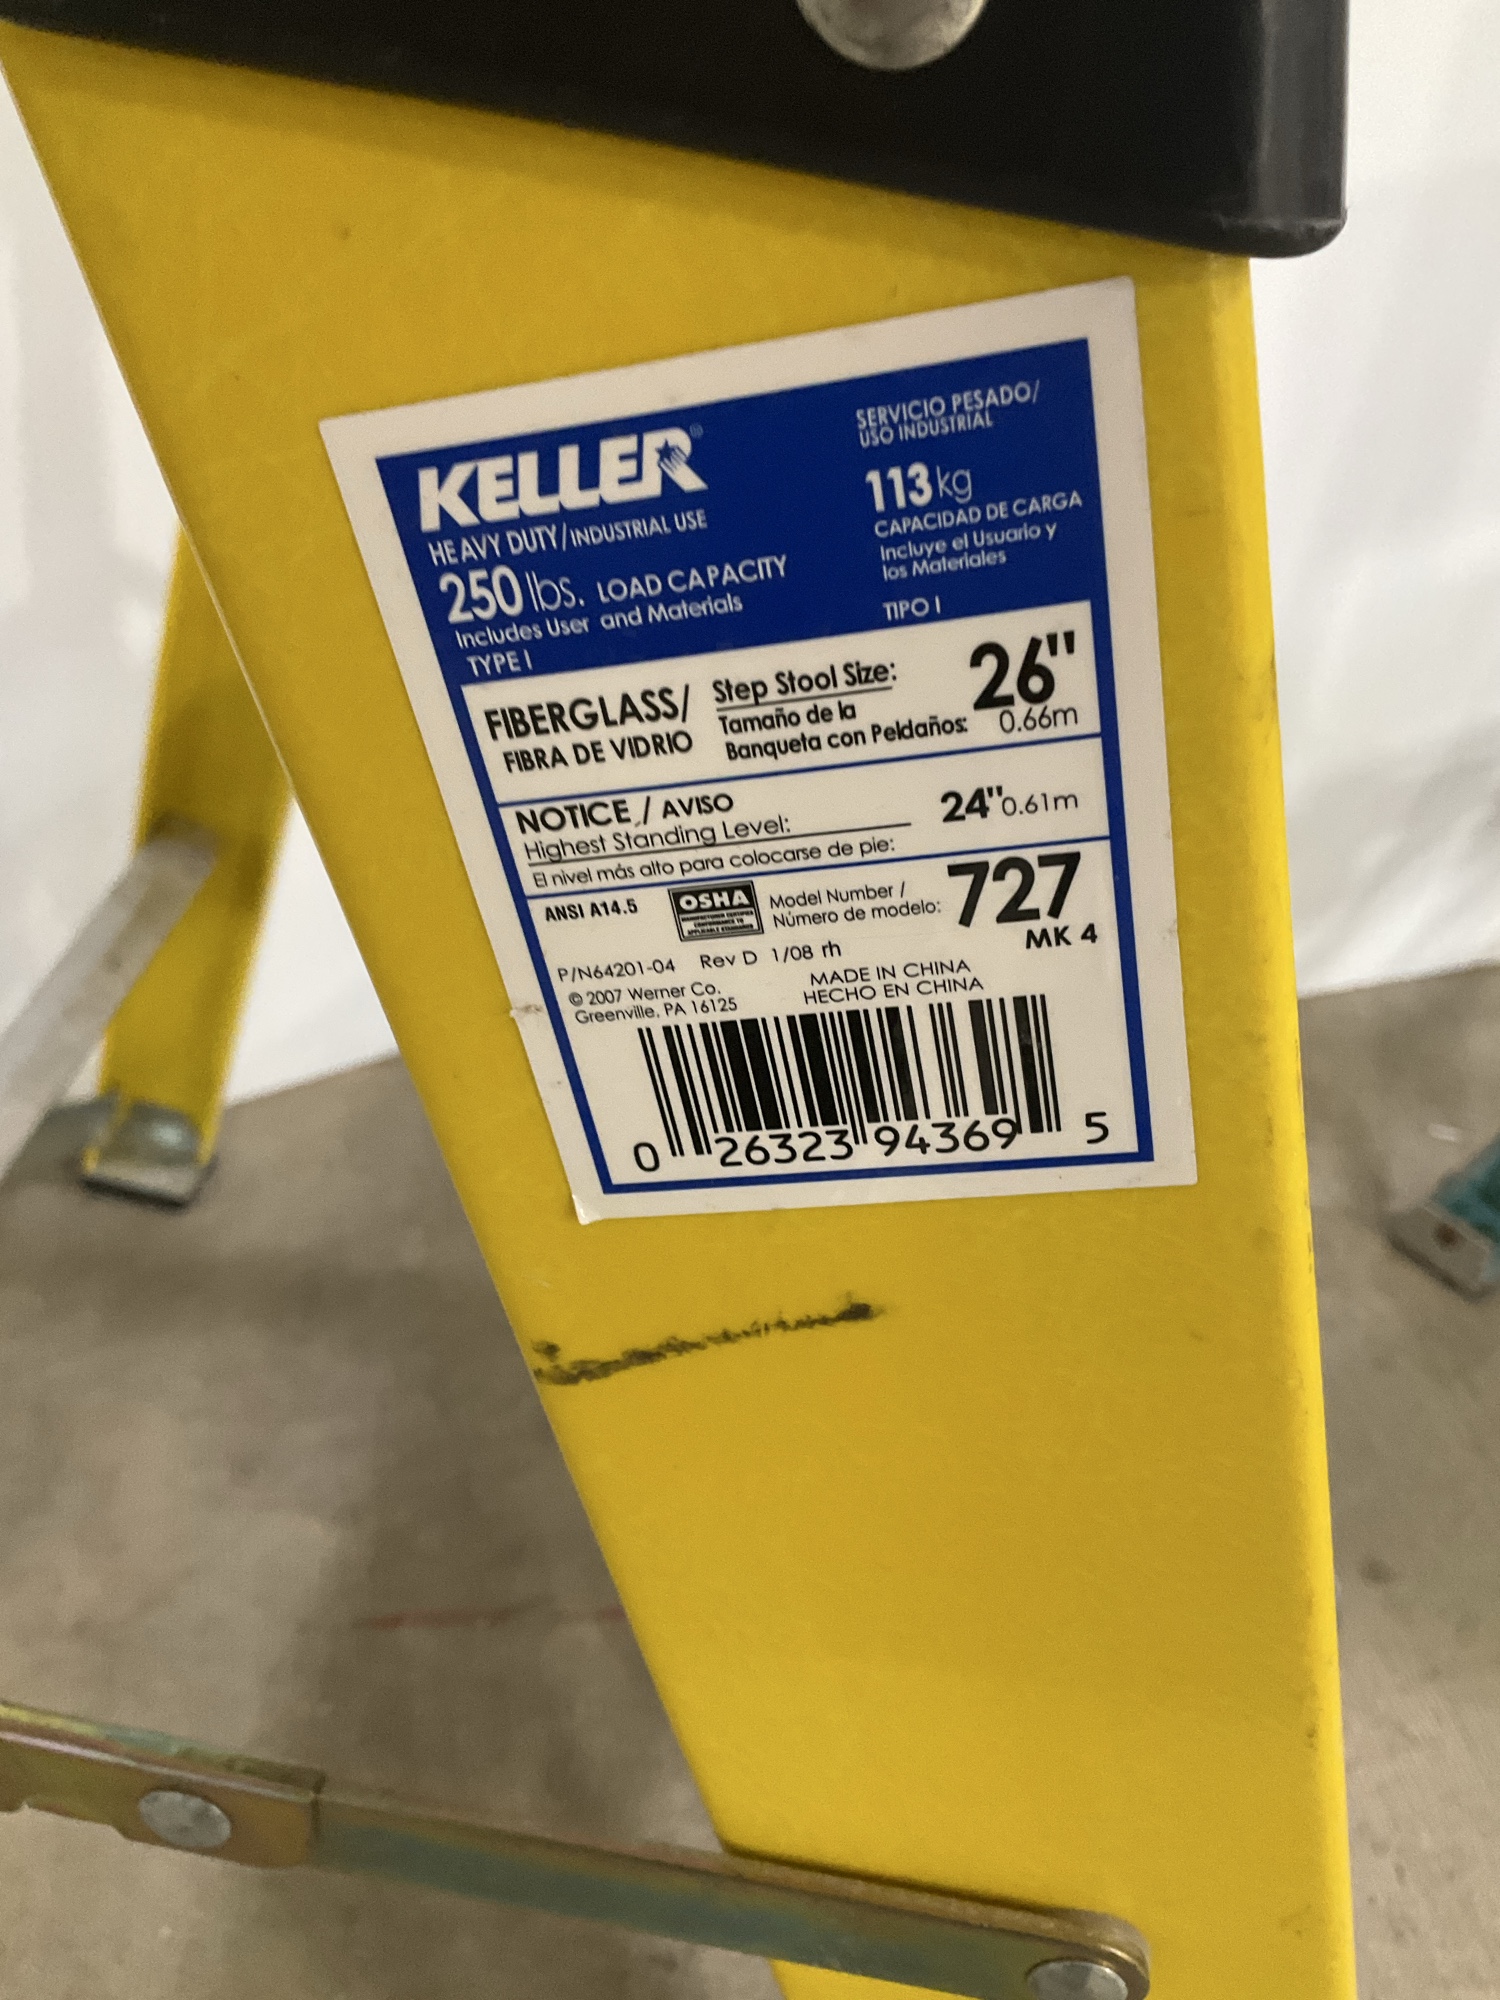 KELLER®
HEAVY DUTY/INDUSTRIAL USE
250 lbs. LOAD CAPACITY
Includes User and Materials
TYPE I
SERVICIO PESADO/
USO INDUSTRIAL
113 kg
CAPACIDAD DE CARGA
Incluye el Usuario y
los Materiales
TIPO I
FIBERGLASS/
FIBRA DE VIDRIO
Step Stool Size:
Tamaño de la
Banqueta con Peldaños:
26"
0.66m
NOTICE / AVISO
Highest Standing Level:
El nivel más alto para colocarse de pie:
24" 0.61m
ANSI A14.5
OSHA
Model Number /
Número de modelo:
727
MK 4
P/N64201-04 Rev D 1/08 rh
© 2007 Werner Co.
Greenville, PA 16125
MADE IN CHINA
HECHO EN CHINA
0 26323 94369 5